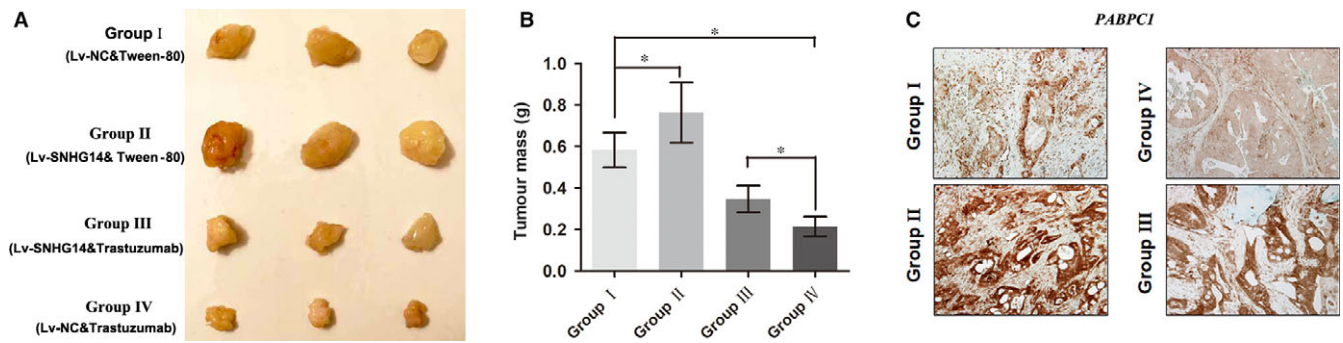 A
Group I
(Lv-NC&Tween-80)
Group II
(Lv-SNHG14& Tween-80)
Group III
(Lv-SNHG14&Trastuzumab)
Group IV
(Lv-NC&Trastuzumab)
B
*
*
*
Tumour mass (g)
1.0
0.8
0.6
0.4
0.2
0.0
Group I
Group II
Group III
Group IV
C
PABPC1
Group I
Group IV
Group II
Group III